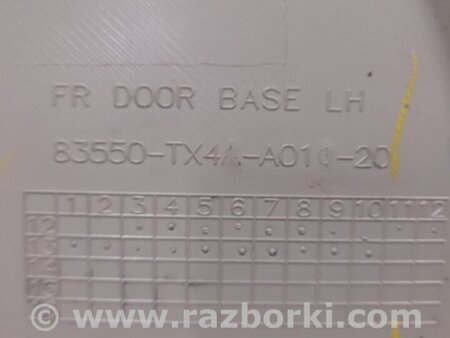 FR DOOR BASE LH
83550-TX4A-A010-20
1 2 3 4 5 6 7 8 9 10 11 12
12
13
14
© www.razborki.com